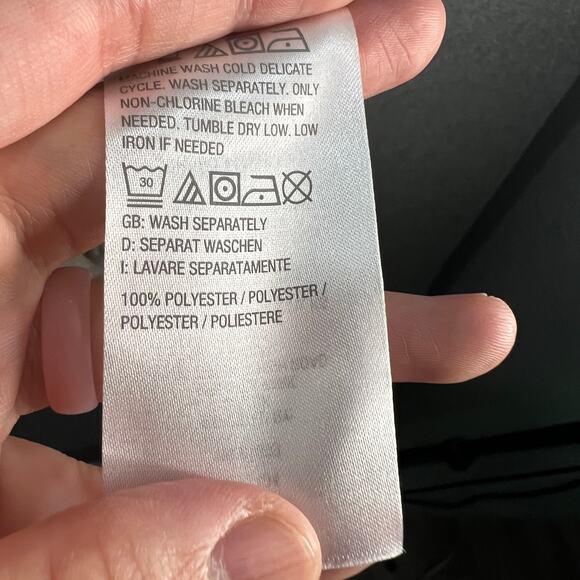 MACHINE WASH COLD DELICATE
CYCLE. WASH SEPARATELY. ONLY
NON-CHLORINE BLEACH WHEN
NEEDED. TUMBLE DRY LOW. LOW
IRON IF NEEDED
30
GB: WASH SEPARATELY
D: SEPARAT WASCHEN
I: LAVARE SEPARATAMENTE
100% POLYESTER / POLYESTER /
POLYESTER / POLIESTERE